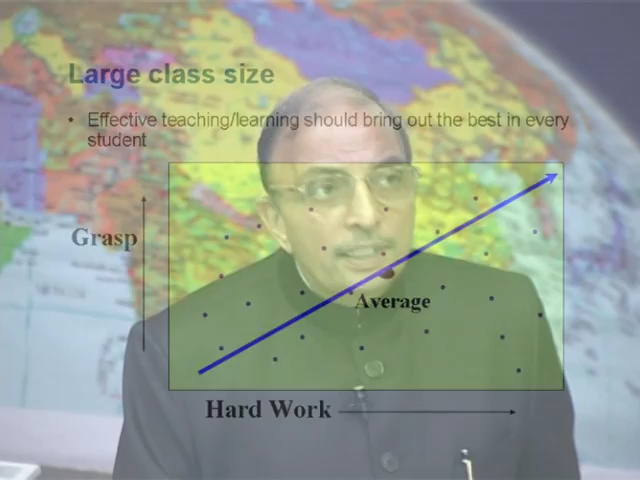 Large class size
• Effective teaching/learning should bring out the best in every
student
Grasp
Average
Hard Work